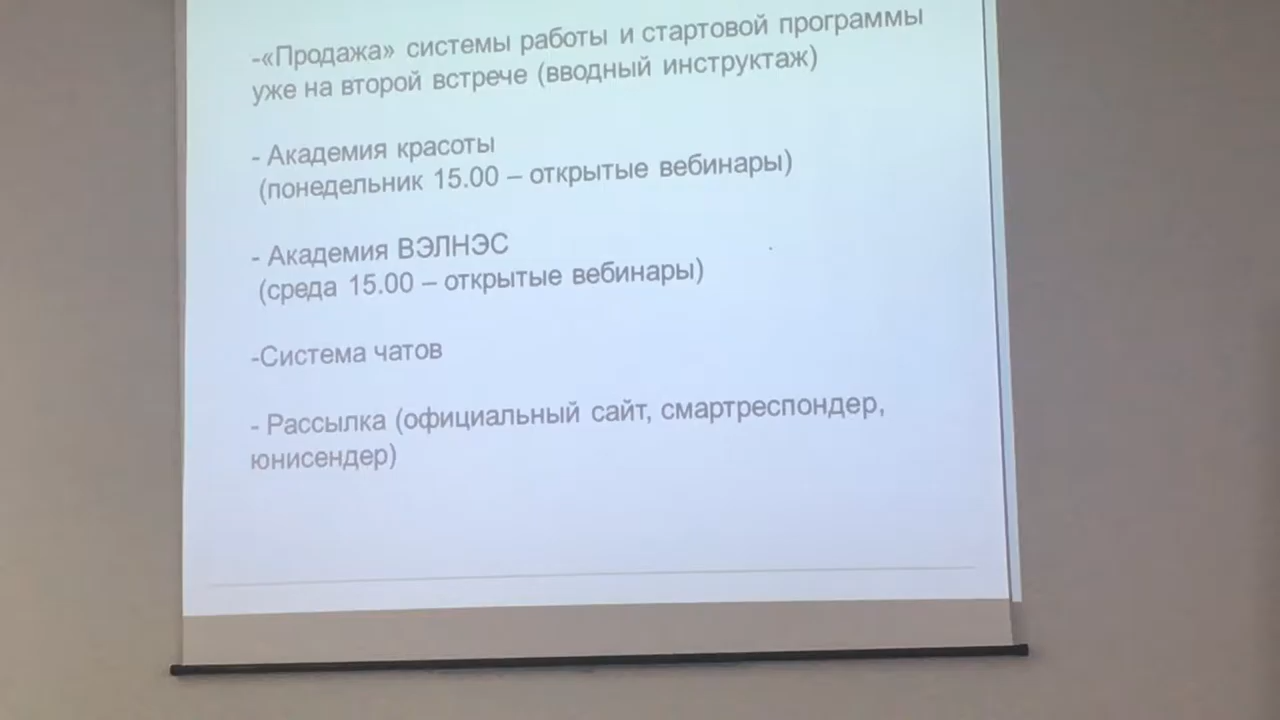 -«Продажа» системы работы и стартовой программы
уже на второй встрече (вводный инструктаж)
- Академия красоты
(понедельник 15.00 – открытые вебинары)
- Академия ВЭЛНЭС
(среда 15.00 – открытые вебинары)
-Система чатов
- Рассылка (официальный сайт, смартреспондер,
юнисендер)